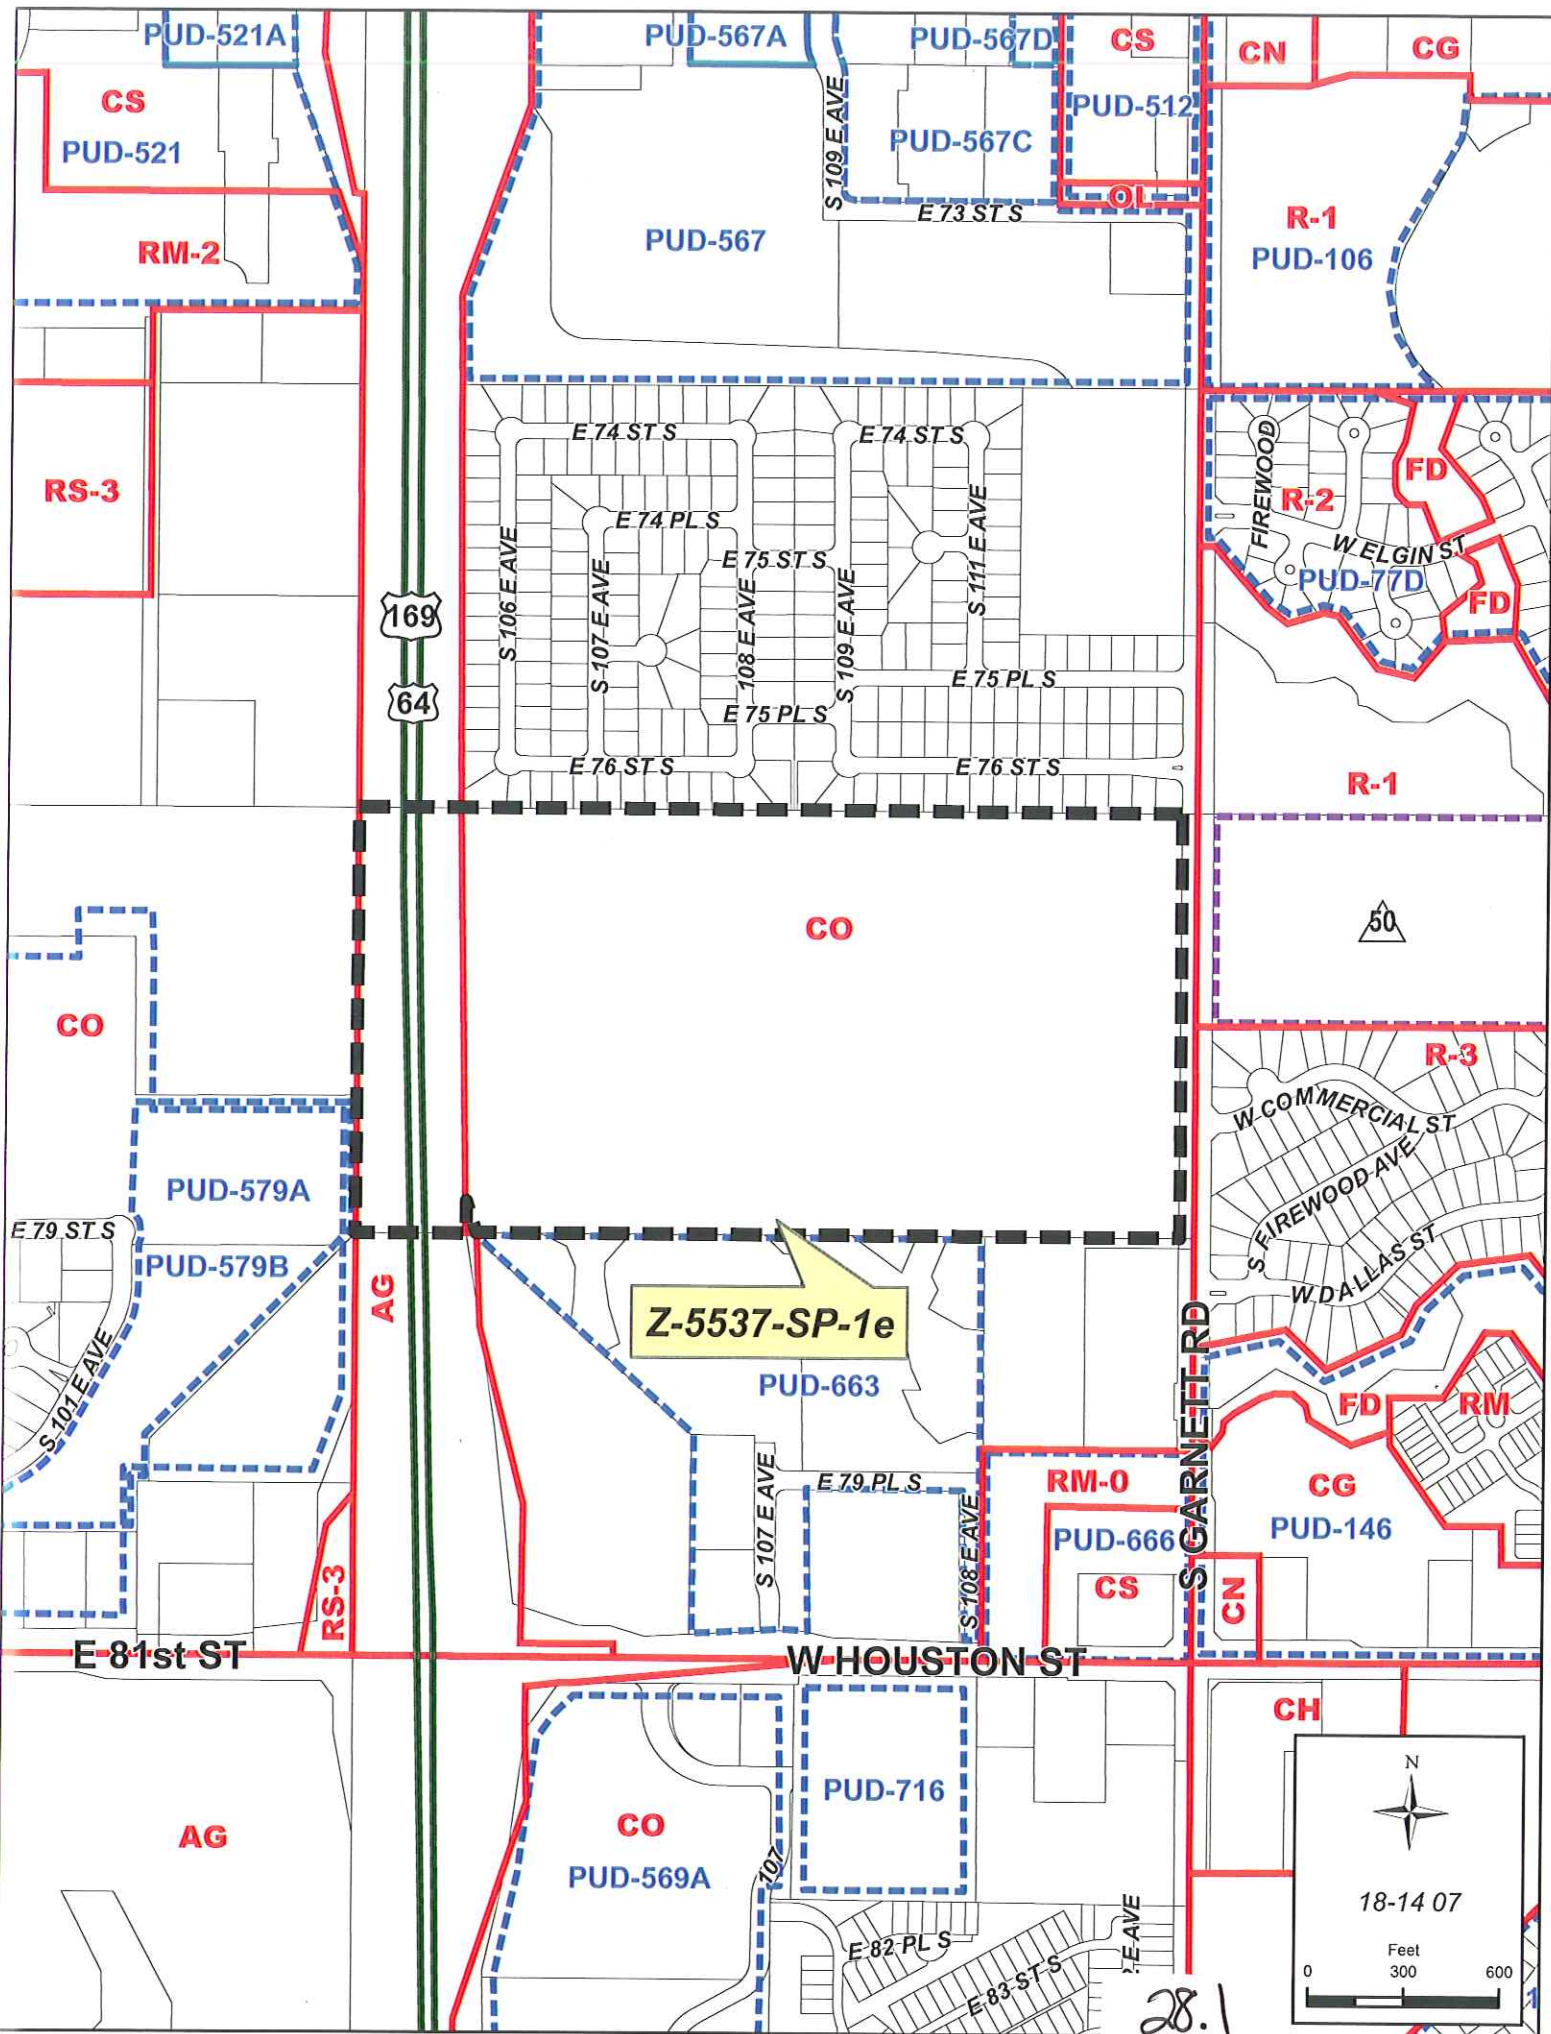 PUD-521A
PUD-567A
PUD-567D
CS
CN
CG
CS
PUD-521
S 109 E AVE
PUD-567C
PUD-512
OL
E 73 ST S
R-1
PUD-106
RM-2
PUD-567
E 74 ST S
E 74 ST S
FIREWOOD
FD
RS-3
R-2
E 74 PL S
S 111 E AVE
S 106 E AVE
E 75 ST S
W ELGIN ST
S 107 E AVE
108 E AVE
S 109 E AVE
PUD-77D
FD
169
64
E 75 PL S
E 75 PL S
E 76 ST S
E 76 ST S
R-1
CO
50
CO
R-3
W COMMERCIAL ST
S FIREWOOD AVE
PUD-579A
E 79 ST S
PUD-579B
W DALLAS ST
AG
Z-5537-SP-1e
S GARNETT RD
S 101 E AVE
PUD-663
FD
RM
E 79 PL S
RM-0
CG
S 107 E AVE
S 108 E AVE
PUD-666
PUD-146
RS-3
CS
CN
E 81st ST
W HOUSTON ST
CH
PUD-716
AG
CO
PUD-569A
107
E 82 PL S
E 83 ST S
E AVE
N
18-14 07
Feet
0 300 600
28.1